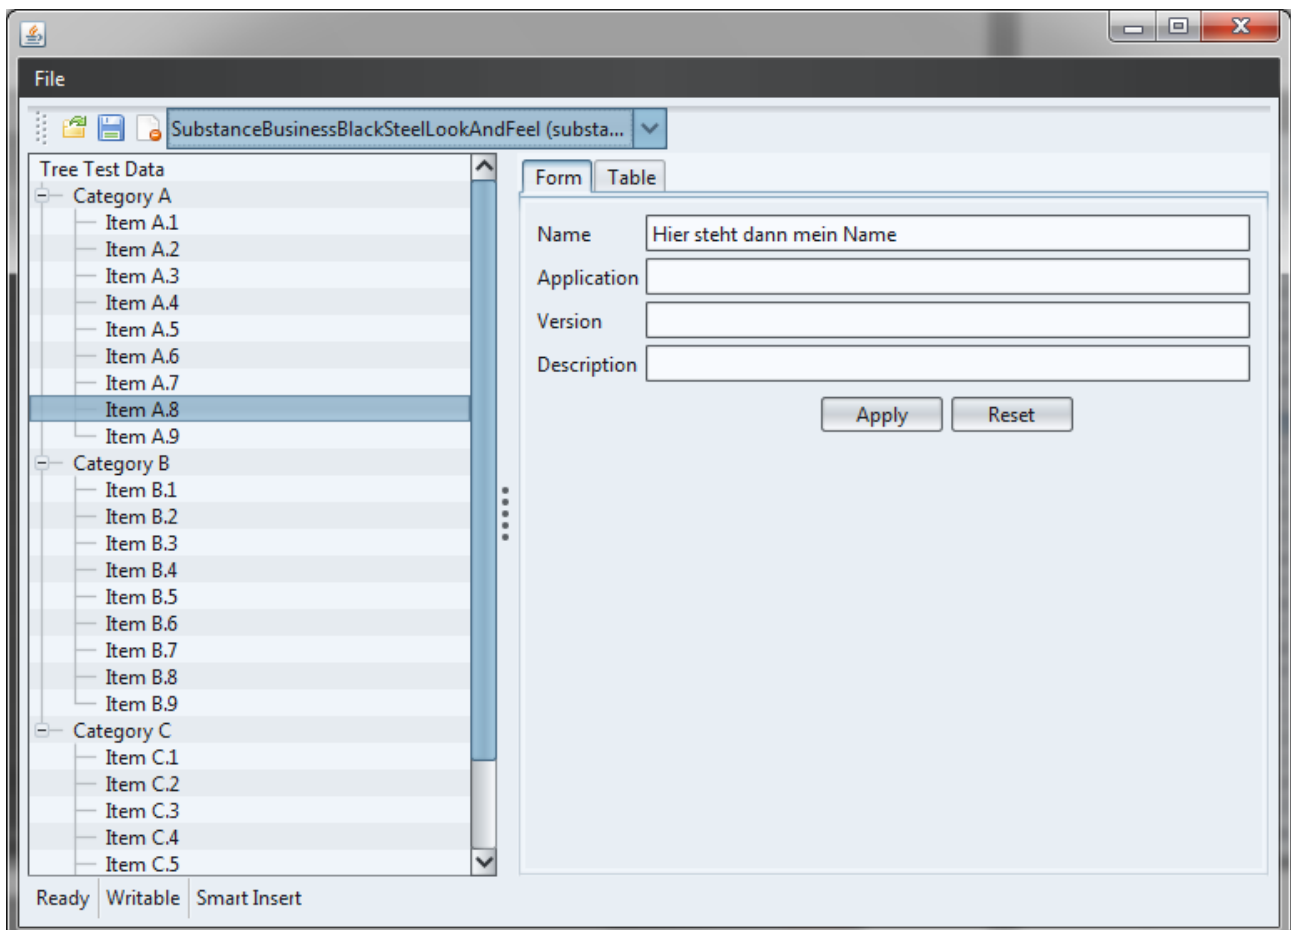 File
SubstanceBusinessBlackSteelLookAndFeel (substa...
Tree Test Data
Category A
Item A.1
Item A.2
Item A.3
Item A.4
Item A.5
Item A.6
Item A.7
Item A.8
Item A.9
Category B
Item B.1
Item B.2
Item B.3
Item B.4
Item B.5
Item B.6
Item B.7
Item B.8
Item B.9
Category C
Item C.1
Item C.2
Item C.3
Item C.4
Item C.5
Form Table
Name Hier steht dann mein Name
Application
Version
Description
Apply Reset
Ready Writable Smart Insert